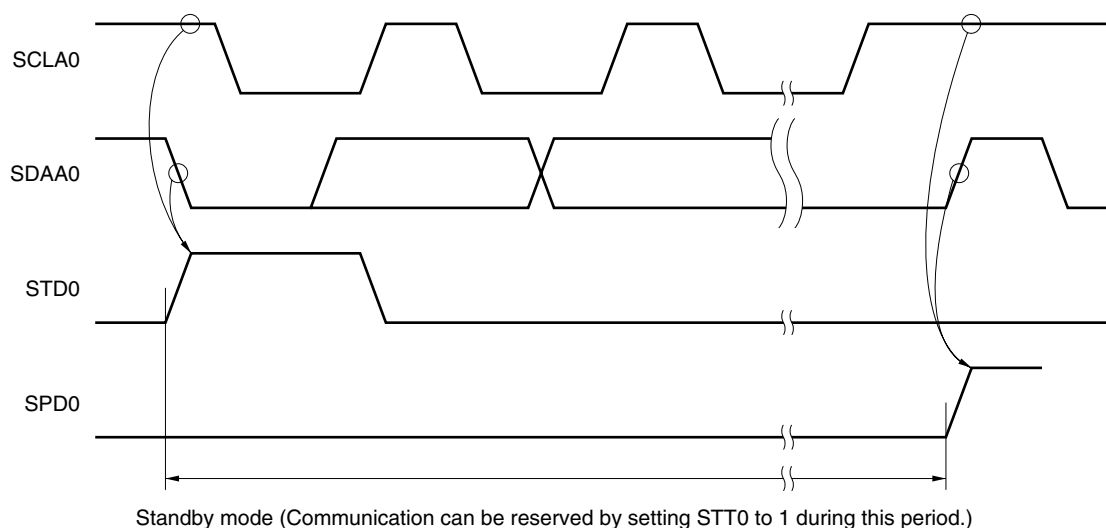 SCLA0
SDAA0
STD0
SPD0
Standby mode (Communication can be reserved by setting STT0 to 1 during this period.)